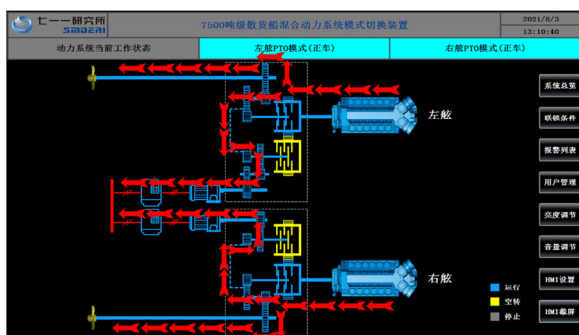 七一一研究所
SMDERI
7500吨级散货船混合动力系统模式切换装置
2021/8/3
13:10:40
动力系统当前工作状态
左舷PTO模式(正车)
右舷PTO模式(正车)
系统总览
左舷
联锁条件
报警列表
用户管理
亮度调节
音量调节
右舷
运行
HMI设置
空转
停止
HMI截屏